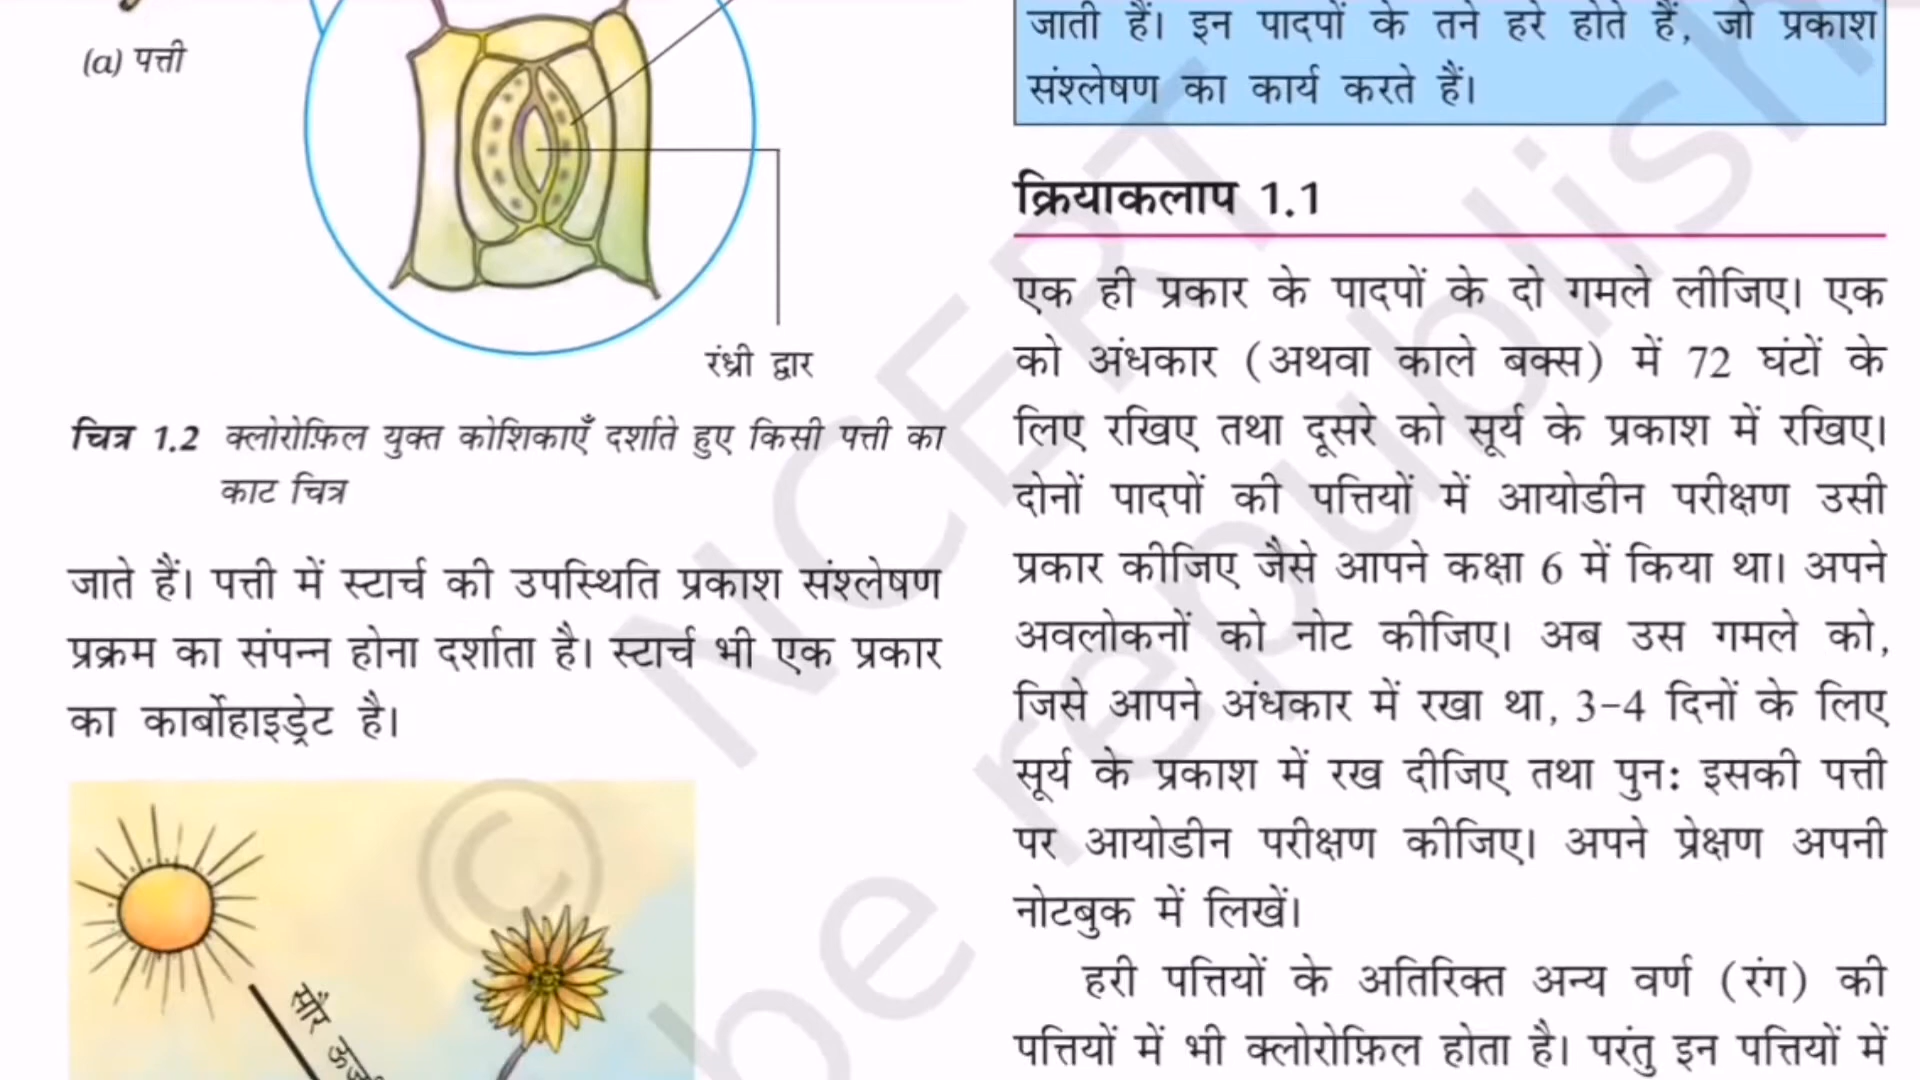 (a) पत्ती
रंध्री द्वार
चित्र 1.2 क्लोरोफ़िल युक्त कोशिकाएँ दर्शाते हुए किसी पत्ती का
काट चित्र
जाते हैं। पत्ती में स्टार्च की उपस्थिति प्रकाश संश्लेषण
प्रक्रम का संपन्न होना दर्शाता है। स्टार्च भी एक प्रकार
का कार्बोहाइड्रेट है।
सौर
जाती हैं। इन पादपों के तने हरे होते हैं, जो प्रकाश
संश्लेषण का कार्य करते हैं।
क्रियाकलाप 1.1
एक ही प्रकार के पादपों के दो गमले लीजिए। एक
को अंधकार (अथवा काले बक्स) में 72 घंटों के
लिए रखिए तथा दूसरे को सूर्य के प्रकाश में रखिए।
दोनों पादपों की पत्तियों में आयोडीन परीक्षण उसी
प्रकार कीजिए जैसे आपने कक्षा 6 में किया था। अपने
अवलोकनों को नोट कीजिए। अब उस गमले को,
जिसे आपने अंधकार में रखा था, 3-4 दिनों के लिए
सूर्य के प्रकाश में रख दीजिए तथा पुन: इसकी पत्ती
पर आयोडीन परीक्षण कीजिए। अपने प्रेक्षण अपनी
नोटबुक में लिखें।
हरी पत्तियों के अतिरिक्त अन्य वर्ण (रंग) की
पत्तियों में भी क्लोरोफ़िल होता है। परंतु इन पत्तियों में
© NCERT
be republish